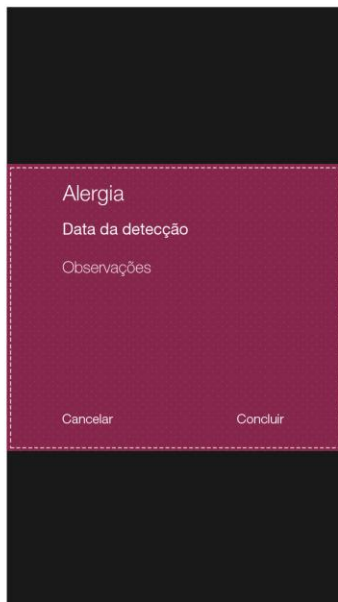 Alergia
Data da detecção
Observações
Cancelar
Concluir